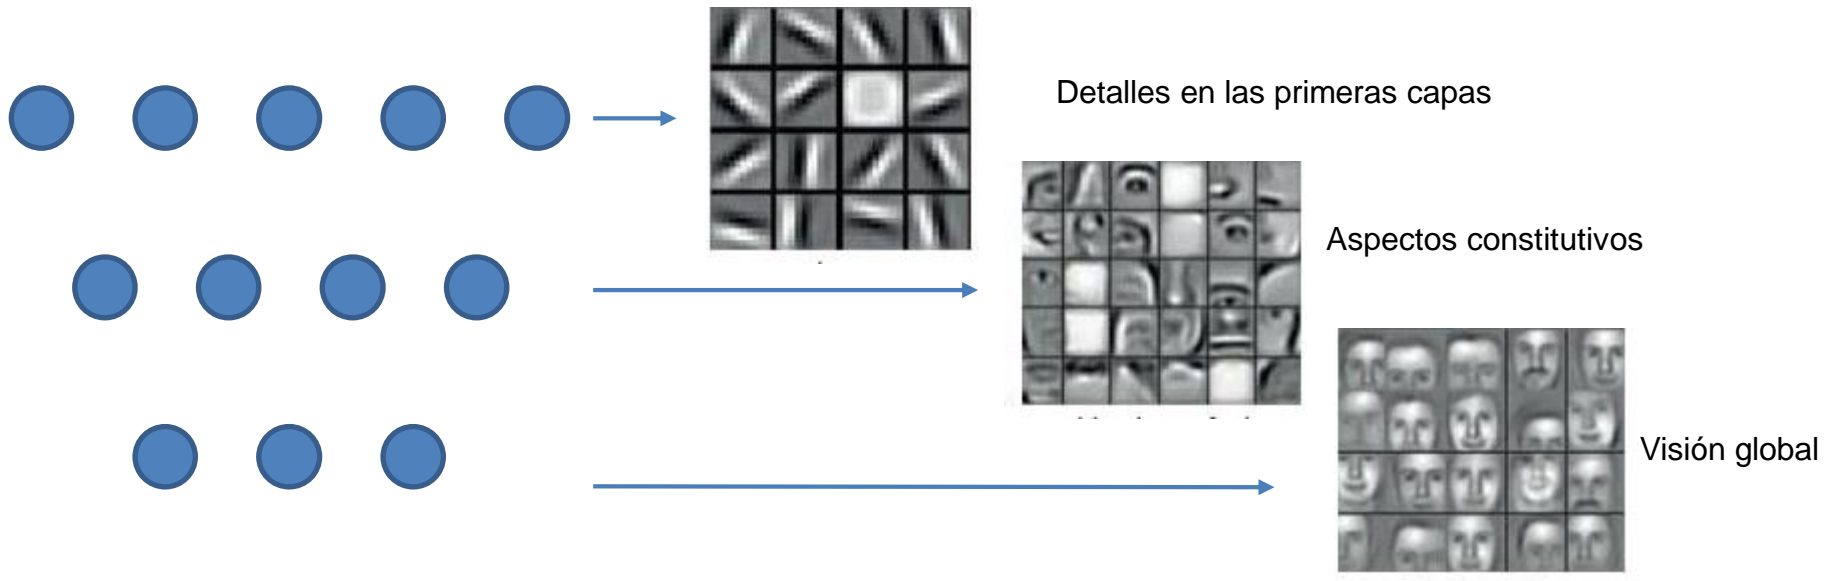 Detalles en las primeras capas
Aspectos constitutivos
Visión global